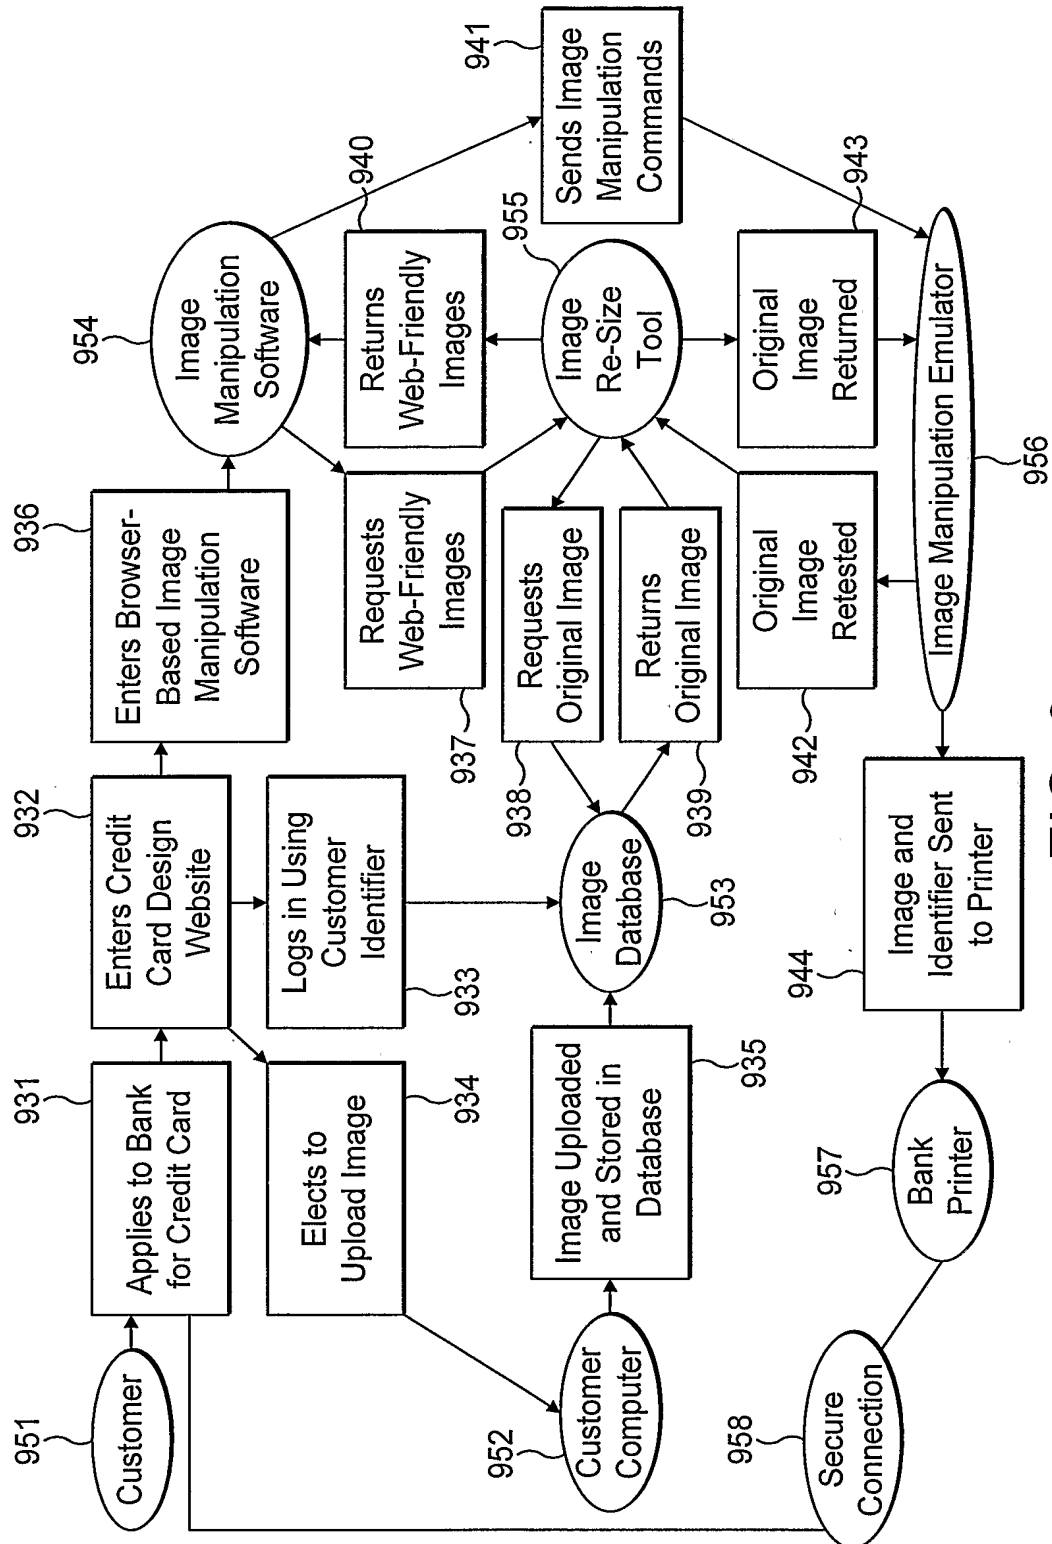 951
Customer
931
Applies to Bank
for Credit Card
932
Enters Credit
Card Design
Website
936
Enters Browser-
Based Image
Manipulation
Software
954
Image
Manipulation
Software
934
Elects to
Upload Image
933
Logs in Using
Customer
Identifier
937
Requests
Web-Friendly
Images
940
Returns
Web-Friendly
Images
941
Sends Image
Manipulation
Commands
952
Customer
Computer
935
Image Uploaded
and Stored in
Database
953
Image
Database
938
Requests
Original Image
939
Returns
Original Image
955
Image
Re-Size
Tool
942
Original
Image
Retested
943
Original
Image
Returned
958
Secure
Connection
957
Bank
Printer
944
Image and
Identifier Sent
to Printer
956
Image Manipulation Emulator